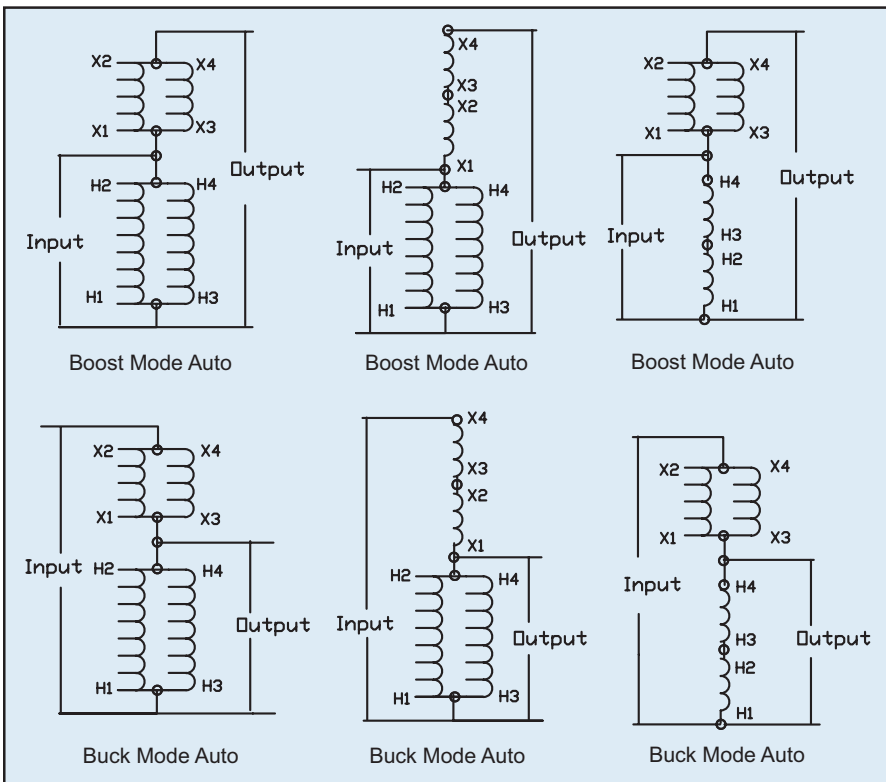 X2 X4
X1 X3
H2 H4
Input
Output
H1 H3
Boost Mode Auto
X4
X3
X2
X1
H2 H4
Input
Output
H1 H3
Boost Mode Auto
X2 X4
X1 X3
H4
Input
Output
H3
H2
H1
Boost Mode Auto
X2 X4
X1 X3
Input
H2 H4
Output
H1 H3
Buck Mode Auto
X4
X3
X2
X1
H2 H4
Input
Output
H1 H3
Buck Mode Auto
X2 X4
X1 X3
Input
H4
H3
Output
H2
H1
Buck Mode Auto